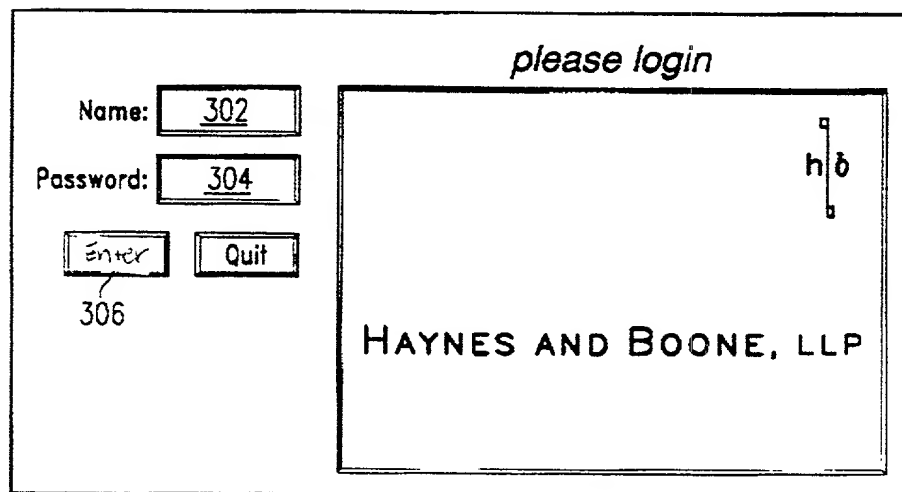 please login
Name: 302
Password: 304
Enter Quit
306
h b
HAYNES AND BOONE, LLP